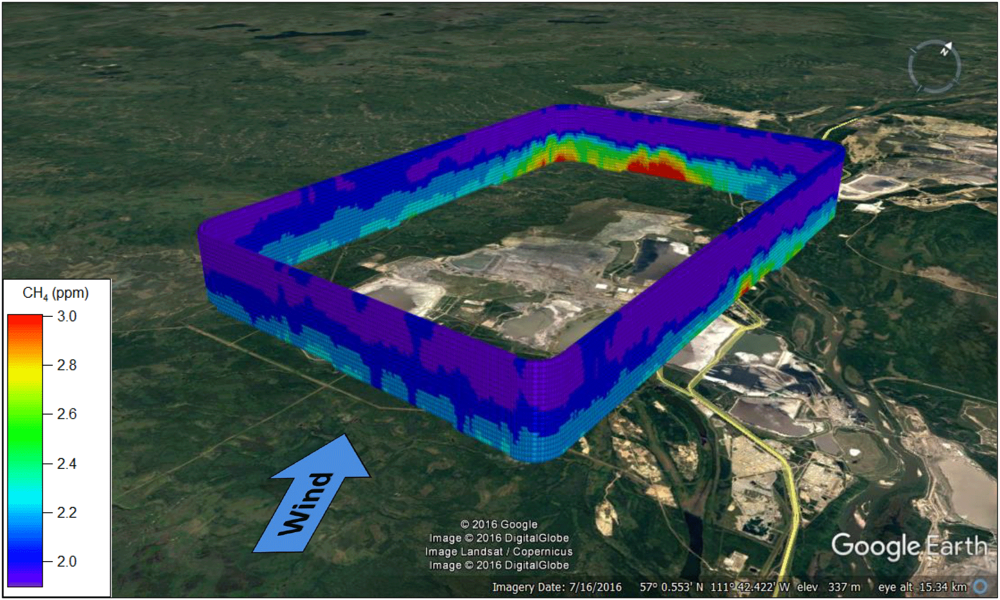 N
CH4 (ppm)
3.0
2.8
2.6
2.4
2.2
2.0
Wind
© 2016 Google
Image © 2016 DigitalGlobe
Image Landsat / Copernicus
Image © 2016 DigitalGlobe
Google Earth
Imagery Date: 7/16/2016 57° 0.553' N 111° 42.422' W elev 337 m eye alt 15.34 km